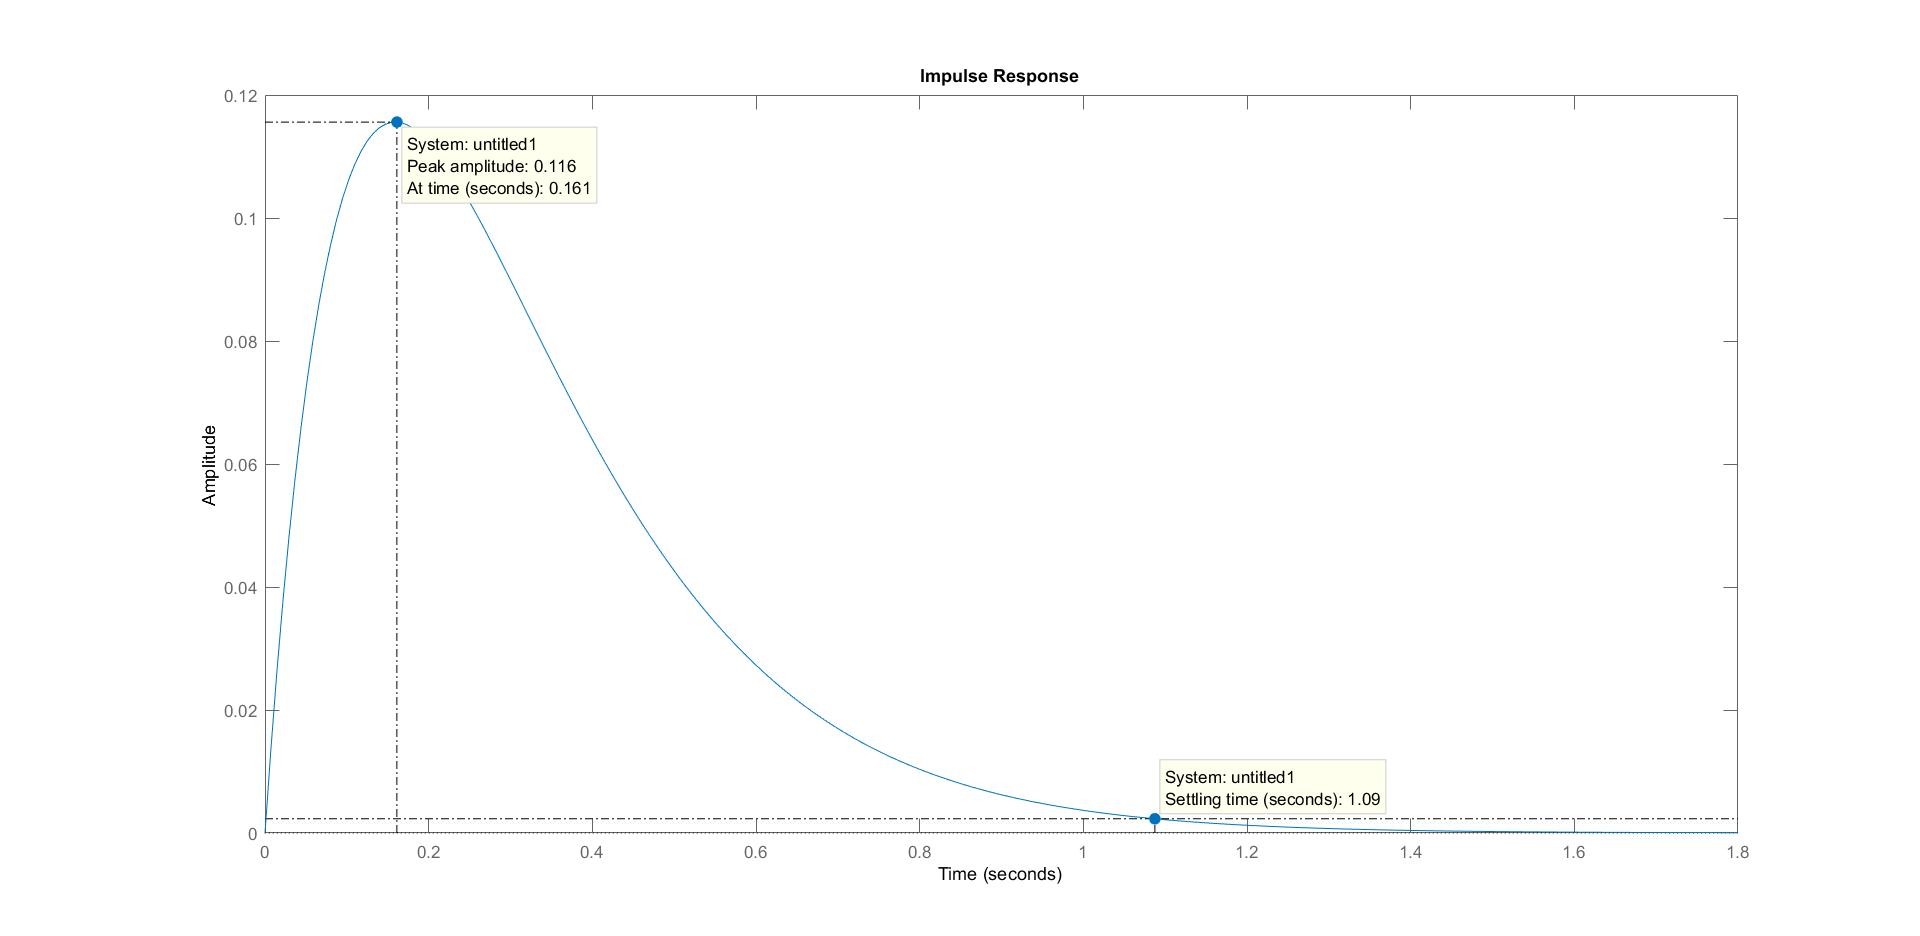 Impulse Response
0.12
System: untitled1
Peak amplitude: 0.116
At time (seconds): 0.161
0.1
0.08
Amplitude
0.06
0.04
0.02
System: untitled1
Settling time (seconds): 1.09
0
0 0.2 0.4 0.6 0.8 1 1.2 1.4 1.6 1.8
Time (seconds)